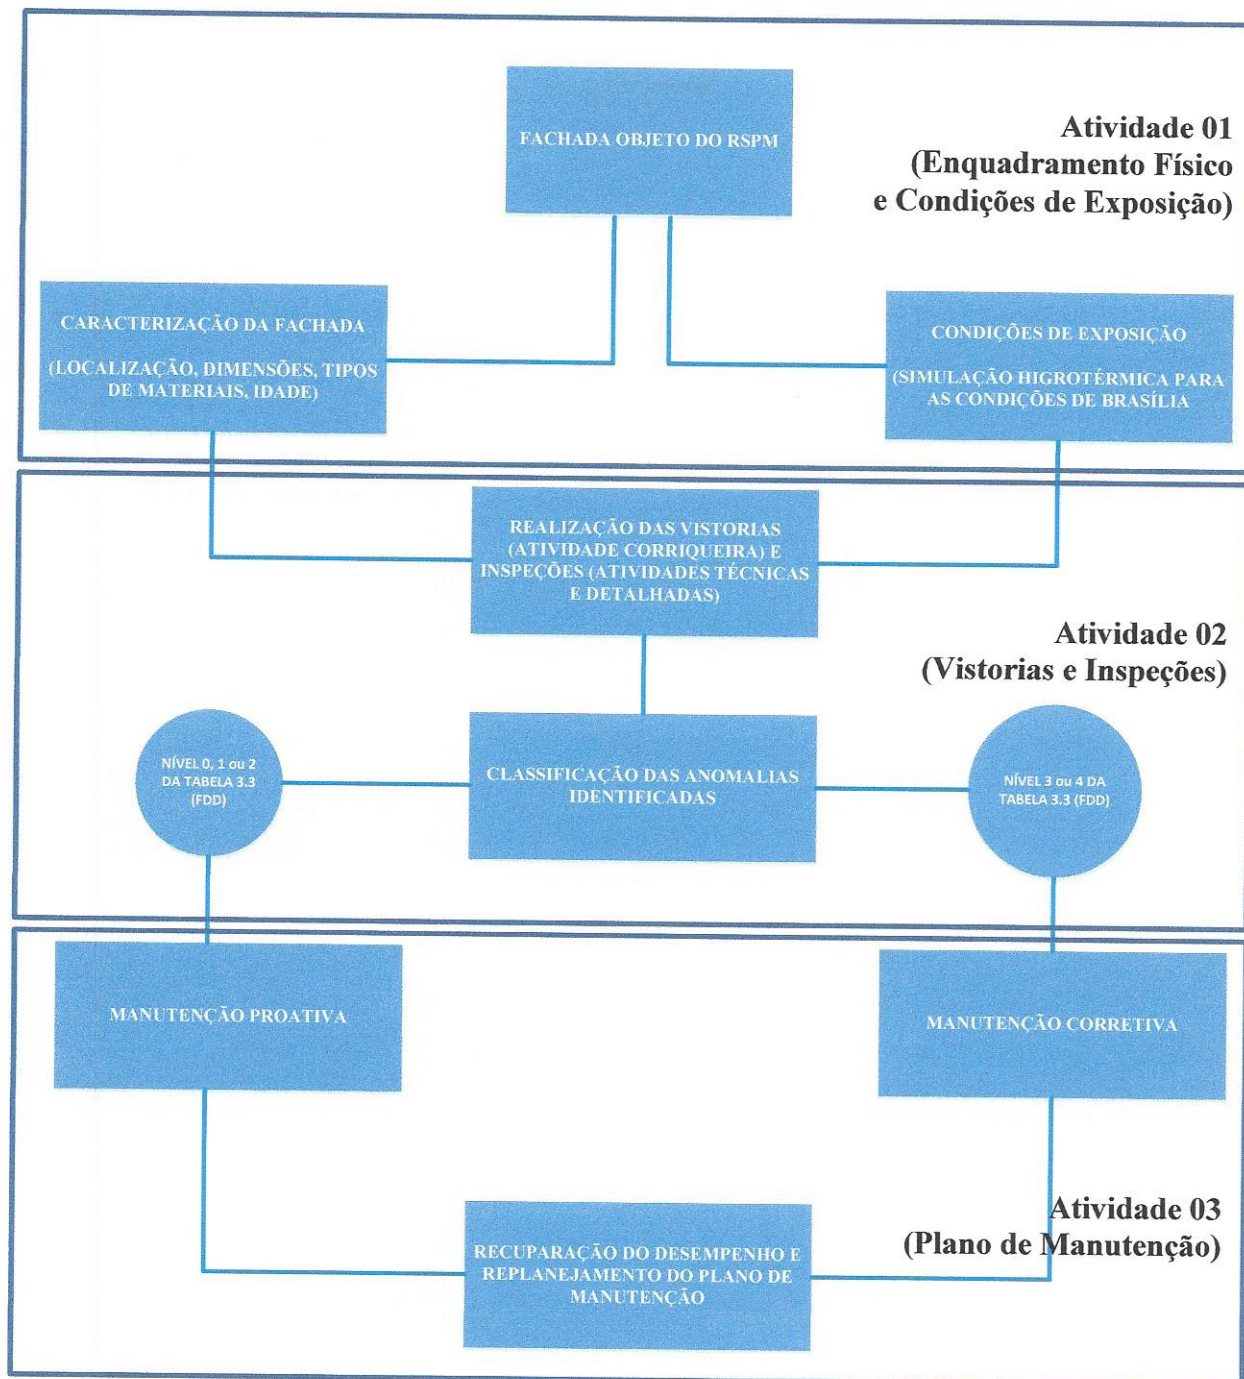 FACHADA OBJETO DO RSPM
Atividade 01
(Enquadramento Físico
e Condições de Exposição)
CARACTERIZAÇÃO DA FACHADA
(LOCALIZAÇÃO, DIMENSÕES, TIPOS
DE MATERIAIS, IDADE)
CONDIÇÕES DE EXPOSIÇÃO
(SIMULAÇÃO HIGROTÉRMICA PARA
AS CONDIÇÕES DE BRASÍLIA
REALIZAÇÃO DAS VISTORIAS
(ATIVIDADE CORRIQUEIRA) E
INSPEÇÕES (ATIVIDADES TÉCNICAS
E DETALHADAS)
Atividade 02
(Vistorias e Inspeções)
NÍVEL 0, 1 ou 2
DA TABELA 3.3
(FDD)
CLASSIFICAÇÃO DAS ANOMALIAS
IDENTIFICADAS
NÍVEL 3 ou 4 DA
TABELA 3.3 (FDD)
MANUTENÇÃO PROATIVA
MANUTENÇÃO CORRETIVA
Atividade 03
(Plano de Manutenção)
RECUPARAÇÃO DO DESEMPENHO E
REPLANEJAMENTO DO PLANO DE
MANUTENÇÃO